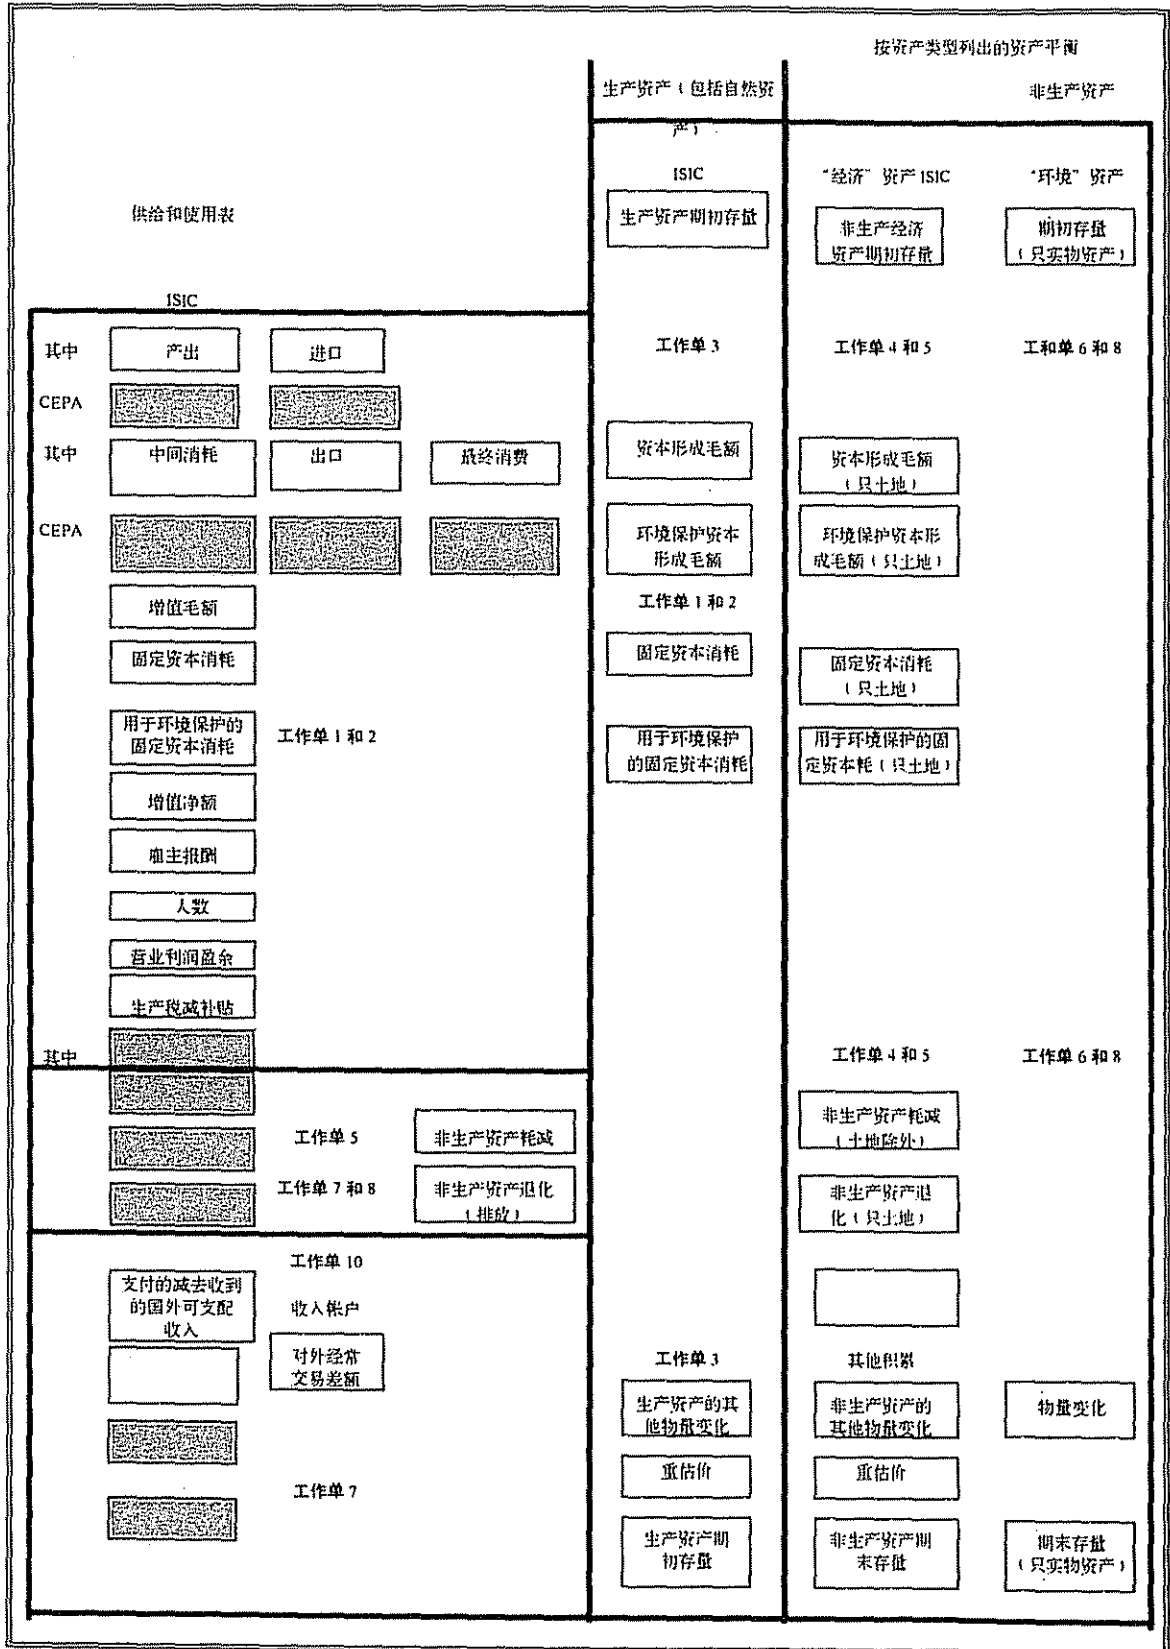 按资产类型列出的资产平衡
生产资产（包括自然资
产）
非生产资产
ISIC
“经济”资产 ISIC
“环境”资产
供给和使用表
生产资产期初存量
非生产经济
资产期初存量
期初存量
（只实物资产）
ISIC
其中
产出
进口
工作单 3
工作单 4 和 5
工和单 6 和 8
CEPA
其中
中间消耗
出口
最终消费
资本形成毛额
资本形成毛额
（只土地）
CEPA
环境保护资本
形成毛额
环境保护资本形
成毛额（只土地）
增值毛额
工作单 1 和 2
固定资本消耗
固定资本消耗
固定资本消耗
（只土地）
用于环境保护的
固定资本消耗
工作单 1 和 2
用于环境保护
的固定资本消耗
用于环境保护的固
定资本耗（只土地）
增值净额
雇主报酬
人数
营业利润盈余
生产税减补贴
其中
工作单 4 和 5
工作单 6 和 8
工作单 5
非生产资产耗减
非生产资产耗减
（土地除外）
工作单 7 和 8
非生产资产退化
（排放）
非生产资产退
化（只土地）
工作单 10
支付的减去收到
的国外可支配
收入
收入帐户
对外经常
交易差额
工作单 3
其他积累
生产资产的其
他物量变化
非生产资产的
其他物量变化
物量变化
重估价
重估价
工作单 7
生产资产期
初存量
非生产资产期
末存量
期末存量
（只实物资产）